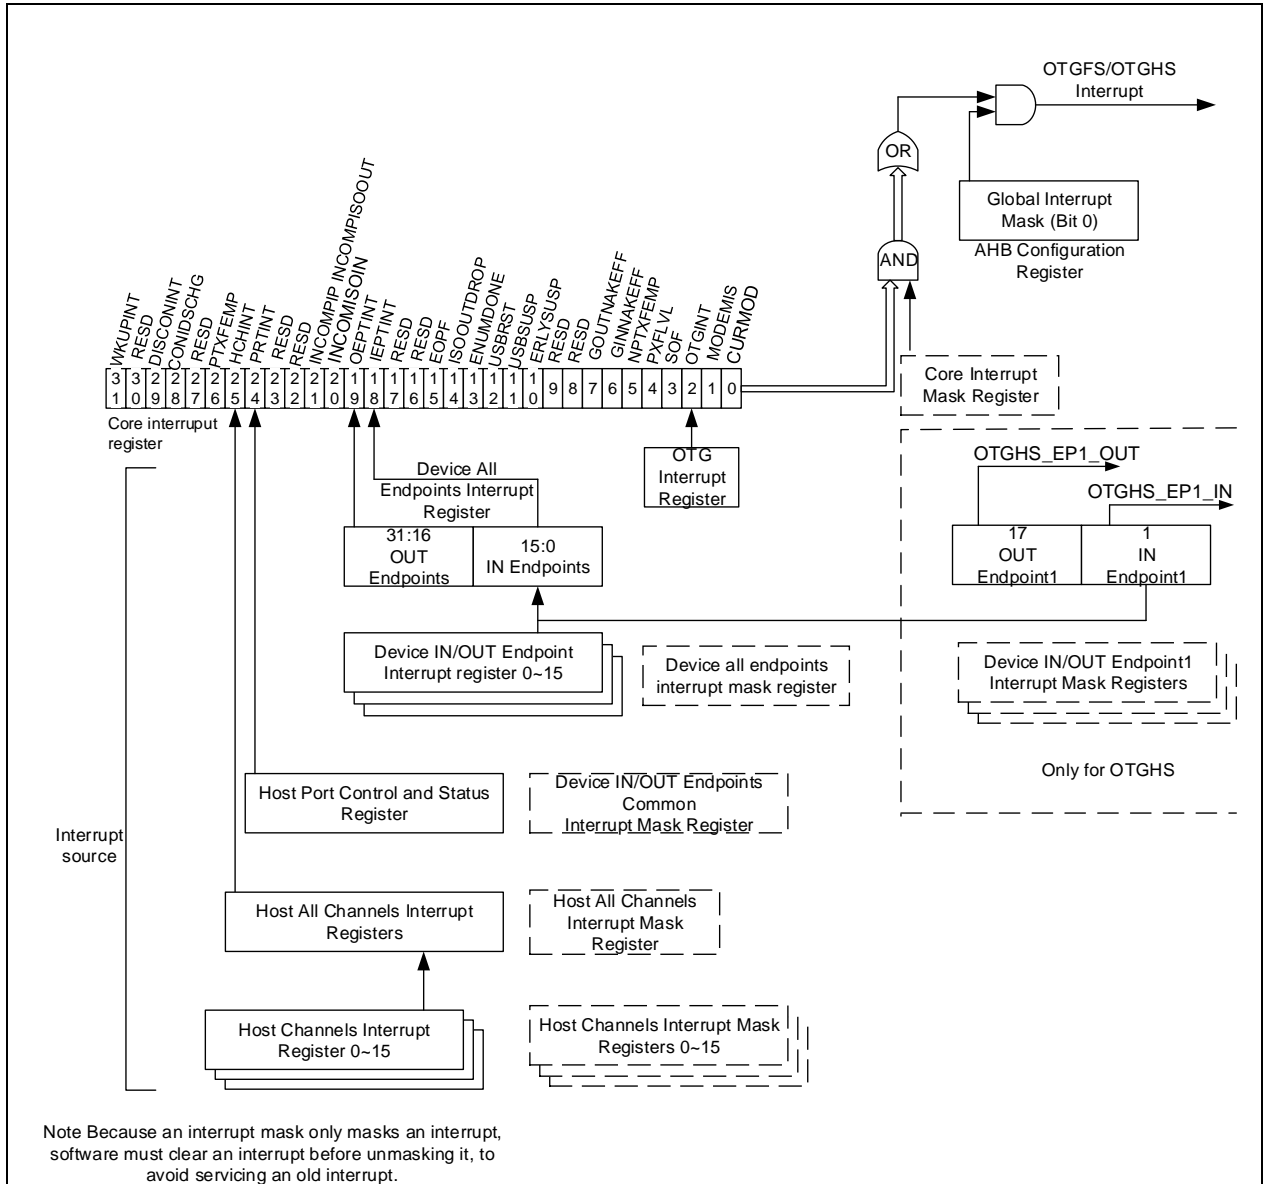 OTGFS/OTGHS
Interrupt
OR
Global Interrupt
Mask (Bit 0)
AHB Configuration
Register
AND
WKUPINT
RESD
DISCONINT
CONIDSCHG
RESD
PTXFEMP
HCHINT
PRTINT
RESD
RESD
INCOMPIP INCOMPISOOUT
INCOMISOIN
OEPTINT
IEPTINT
RESD
RESD
EOPF
ISOOUTDROP
ENUMDONE
USBRST
USBSUSP
ERLYSUSP
RESD
RESD
GOUTNAKEFF
GINNAKEFF
NPTXFEMP
PXFLVL
SOF
OTGINT
MODEMIS
CURMOD
31 30 29 28 27 26 25 24 23 22 21 20 19 18 17 16 15 14 13 12 11 10 9 8 7 6 5 4 3 2 1 0
Core interruput
register
Core Interrupt
Mask Register
OTG
Interrupt
Register
Device All
Endpoints Interrupt
Register
OTGHS_EP1_OUT
OTGHS_EP1_IN
31:16
OUT
Endpoints
15:0
IN Endpoints
17
OUT
Endpoint1
1
IN
Endpoint1
Device IN/OUT Endpoint
Interrupt register 0~15
Device all endpoints
interrupt mask register
Device IN/OUT Endpoint1
Interrupt Mask Registers
Only for OTGHS
Host Port Control and Status
Register
Device IN/OUT Endpoints
Common
Interrupt Mask Register
Interrupt
source
Host All Channels Interrupt
Registers
Host All Channels
Interrupt Mask
Register
Host Channels Interrupt
Register 0~15
Host Channels Interrupt Mask
Registers 0~15
Note Because an interrupt mask only masks an interrupt,
software must clear an interrupt before unmasking it, to
avoid servicing an old interrupt.